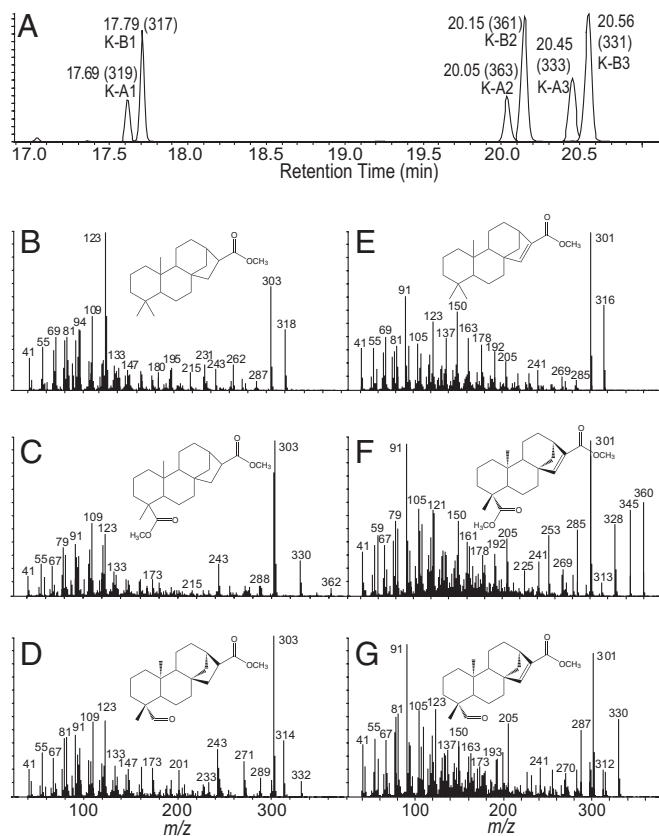 A
17.79 (317)
K-B1
17.69 (319)
K-A1
20.15 (361)
K-B2
20.05 (363)
K-A2
20.45
(333)
K-A3
20.56
(331)
K-B3
17.0 17.5 18.0 19.0 19.0 20.0 20.5
Retention Time (min)
B
O
OCH3
41 55 69 81 94 109 123 133 147 180 195 215 231 243 262 287 303 318
E
O
OCH3
41 55 69 81 91 105 123 137 150 163 178 192 205 241 269 285 301 316
C
O
OCH3
O
H3CO
41 55 67 79 91 109 123 133 173 215 243 288 303 330 362
F
O
OCH3
O
H3CO
41 59 67 79 91 105 121 150 161 178 192 205 225 241 253 269 285 301 313 328 345 360
D
O
OCH3
O
41 55 67 81 91 109 123 133 147 173 201 233 243 271 289 303 314 332
100 200 300
m/z
G
O
OCH3
O
41 55 67 81 91 105 123 137 150 163 173 193 205 241 270 287 301 312 330
100 200 300
m/z